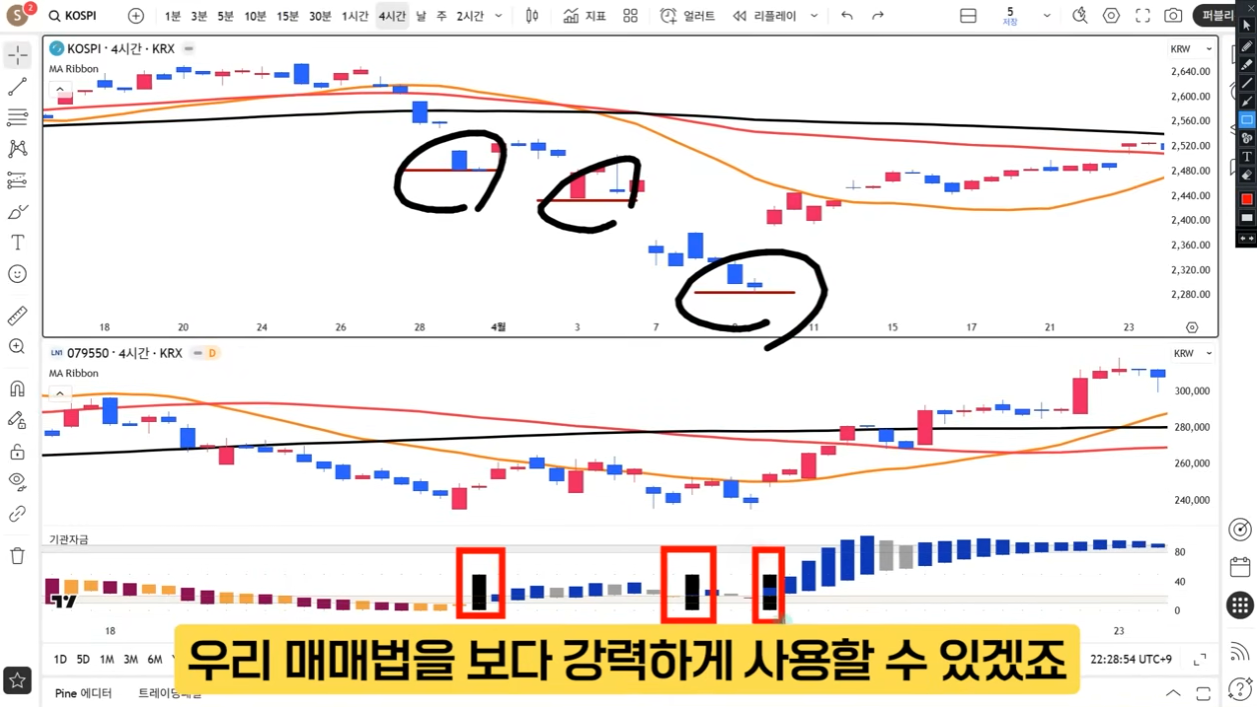 S 2 KOSPI 1분 3분 5분 10분 15분 30분 1시간 4시간 날 주 2시간 지표 얼러트 리플레이 5 저장 퍼블리
KOSPI · 4시간 · KRX
KRW
MA Ribbon
2,640.00
2,600.00
2,560.00
2,520.00
2,480.00
2,440.00
2,400.00
2,360.00
2,320.00
2,280.00
18 20 24 26 28 4월 3 7 9 11 15 17 21 23
LN1 079550 · 4시간 · KRX D
KRW
MA Ribbon
300,000
280,000
260,000
240,000
기관자금
80
40
0
18 23
우리 매매법을 보다 강력하게 사용할 수 있겠죠
1D 5D 1M 3M 6M 22:28:54 UTC+9
Pine 에디터